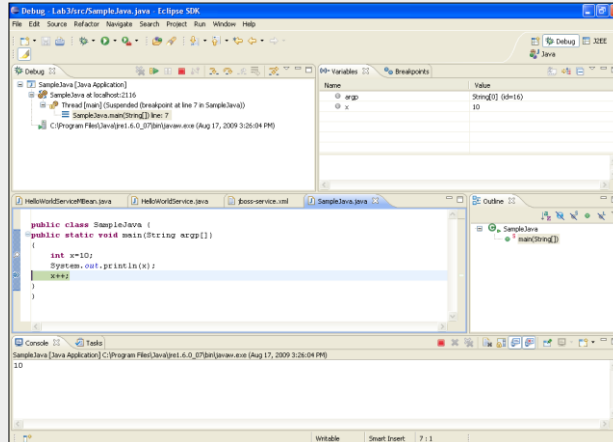 Debug - Lab3/src/SampleJava.java - Eclipse SDK
File Edit Source Refactor Navigate Search Project Run Window Help
Debug J2EE
Java
Debug
SampleJava [Java Application]
SampleJava at localhost:2116
Thread [main] (Suspended (breakpoint at line 7 in SampleJava))
SampleJava.main(String[]) line: 7
C:\Program Files\Java\jre1.6.0_07\bin\javaw.exe (Aug 17, 2009 3:26:04 PM)
Variables Breakpoints
Name Value
argp String[0] (id=16)
x 10
HelloWorldServiceMBean.java HelloWorldService.java jboss-service.xml SampleJava.java
public class SampleJava {
public static void main(String argp[])
{
int x=10;
System.out.println(x);
x++;
}
}
Outline
SampleJava
main(String[])
Console Tasks
SampleJava [Java Application] C:\Program Files\Java\jre1.6.0_07\bin\javaw.exe (Aug 17, 2009 3:26:04 PM)
10
Writable Smart Insert 7 : 1